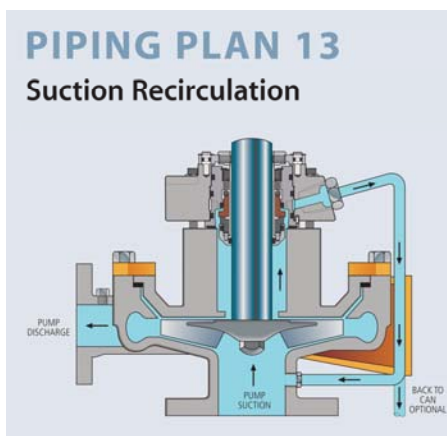 PIPING PLAN 13
Suction Recirculation
PUMP
DISCHARGE
PUMP
SUCTION
BACK TO
CAN
OPTIONAL